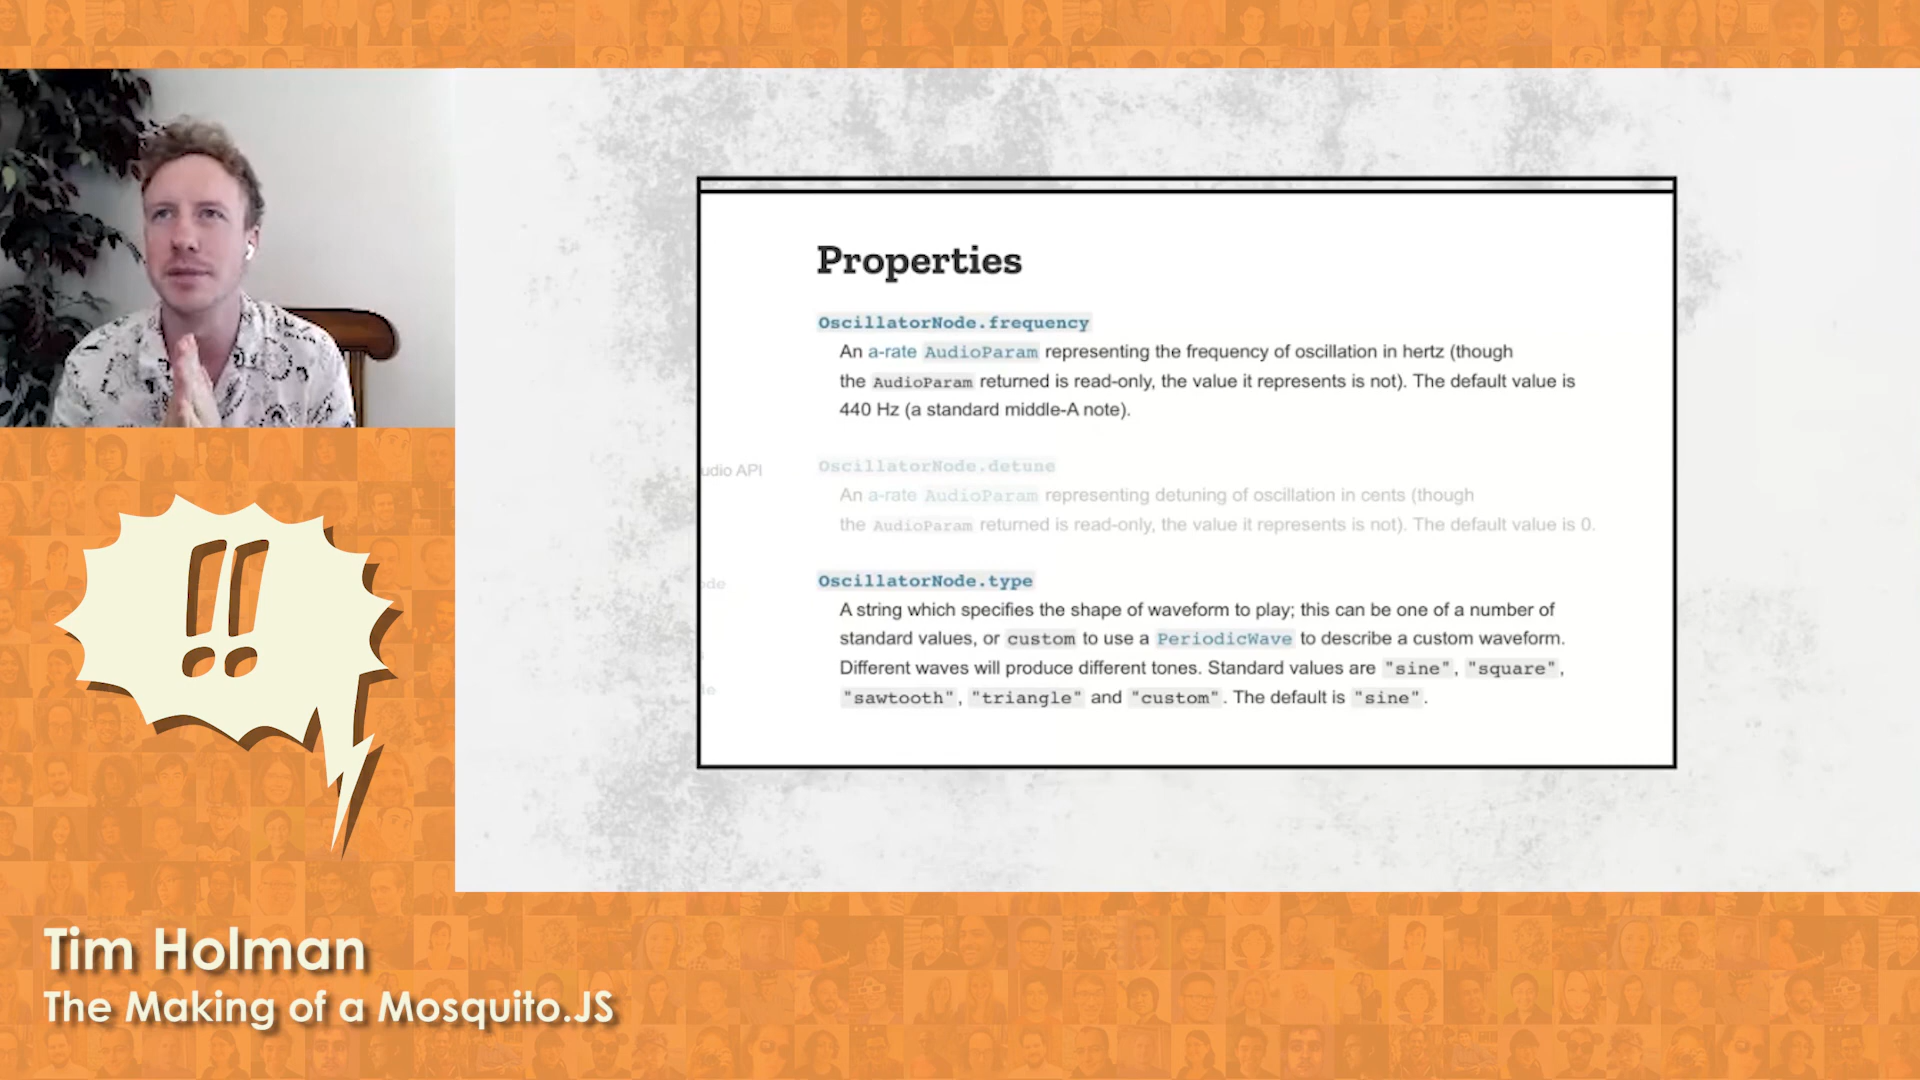 Properties
OscillatorNode.frequency
An a-rate AudioParam representing the frequency of oscillation in hertz (though
the AudioParam returned is read-only, the value it represents is not). The default value is
440 Hz (a standard middle-A note).
udio API
OscillatorNode.detune
An a-rate AudioParam representing detuning of oscillation in cents (though
the AudioParam returned is read-only, the value it represents is not). The default value is 0.
OscillatorNode.type
ode
A string which specifies the shape of waveform to play; this can be one of a number of
standard values, or custom to use a PeriodicWave to describe a custom waveform.
Different waves will produce different tones. Standard values are "sine", "square",
"sawtooth", "triangle" and "custom". The default is "sine".
!!
Tim Holman
The Making of a Mosquito.JS